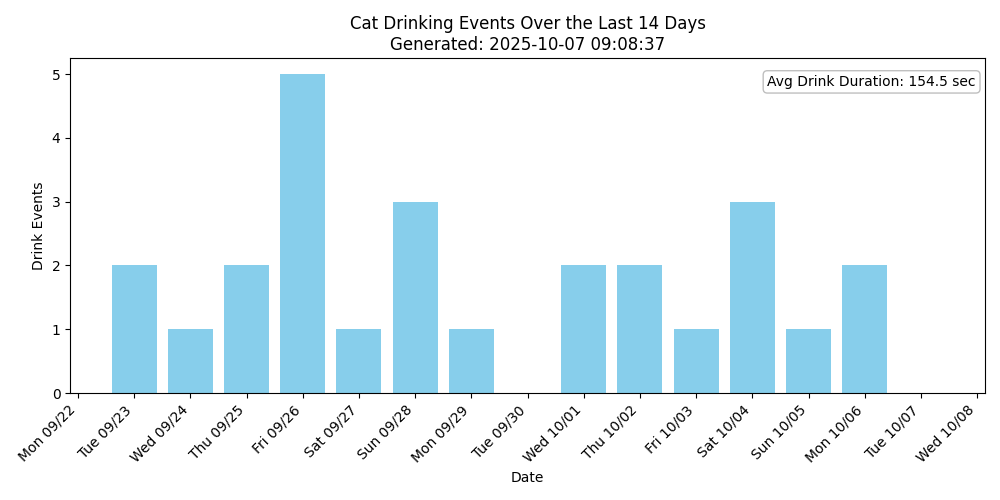 Cat Drinking Events Over the Last 14 Days
Generated: 2025-10-07 09:08:37
Avg Drink Duration: 154.5 sec
Drink Events
5
4
3
2
1
0
Mon 09/22
Tue 09/23
Wed 09/24
Thu 09/25
Fri 09/26
Sat 09/27
Sun 09/28
Mon 09/29
Tue 09/30
Wed 10/01
Thu 10/02
Fri 10/03
Sat 10/04
Sun 10/05
Mon 10/06
Tue 10/07
Wed 10/08
Date